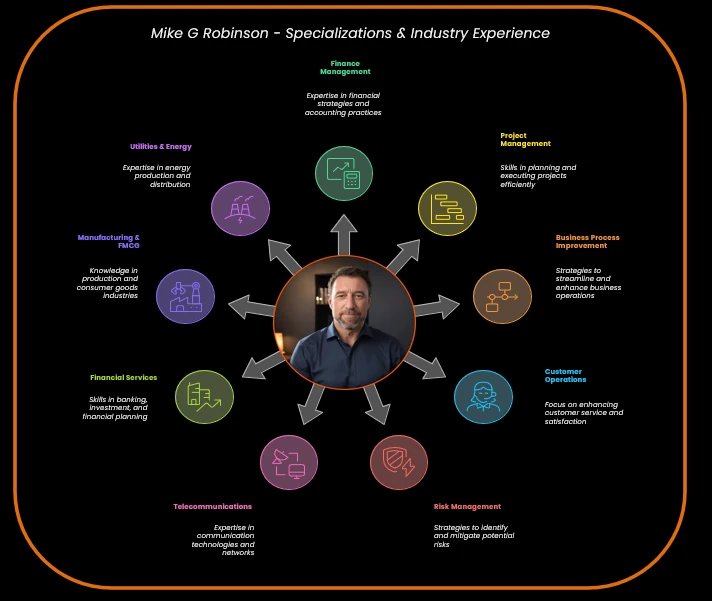 Mike G Robinson - Specializations & Industry Experience
Finance
Management
Expertise in financial
strategies and
accounting practices
Project
Management
Skills in planning and
executing projects
efficiently
Utilities & Energy
Expertise in energy
production and
distribution
Business Process
Improvement
Strategies to
streamline and
enhance business
operations
Manufacturing &
FMCG
Knowledge in
production and
consumer goods
industries
Customer
Operations
Focus on enhancing
customer service and
satisfaction
Financial Services
Skills in banking,
investment, and
financial planning
Risk Management
Strategies to identify
and mitigate potential
risks
Telecommunications
Expertise in
communication
technologies and
networks